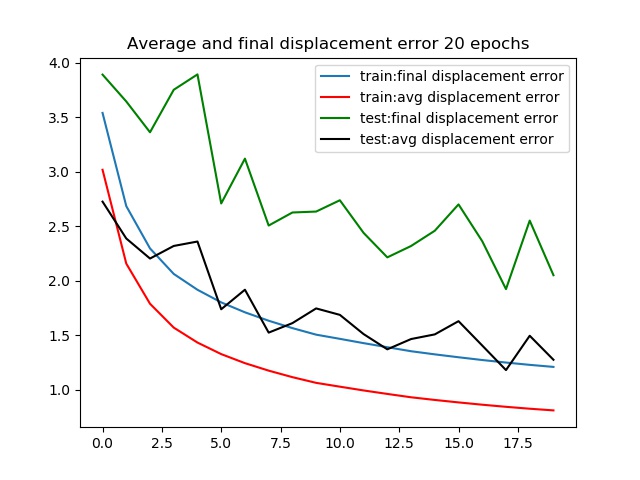 Average and final displacement error 20 epochs
train:final displacement error
train:avg displacement error
test:final displacement error
test:avg displacement error
4.0
3.5
3.0
2.5
2.0
1.5
1.0
0.0 2.5 5.0 7.5 10.0 12.5 15.0 17.5